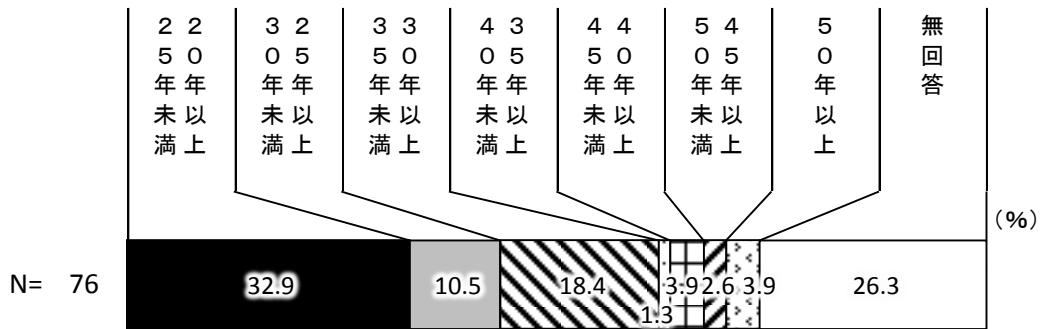 ２０年以上
２５年未満
２５年以上
３０年未満
３０年以上
３５年未満
３５年以上
４０年未満
４０年以上
４５年未満
４５年以上
５０年未満
５０年以上
無回答
(%)
N= 76
32.9
10.5
18.4
1.3
3.9
2.6
3.9
26.3